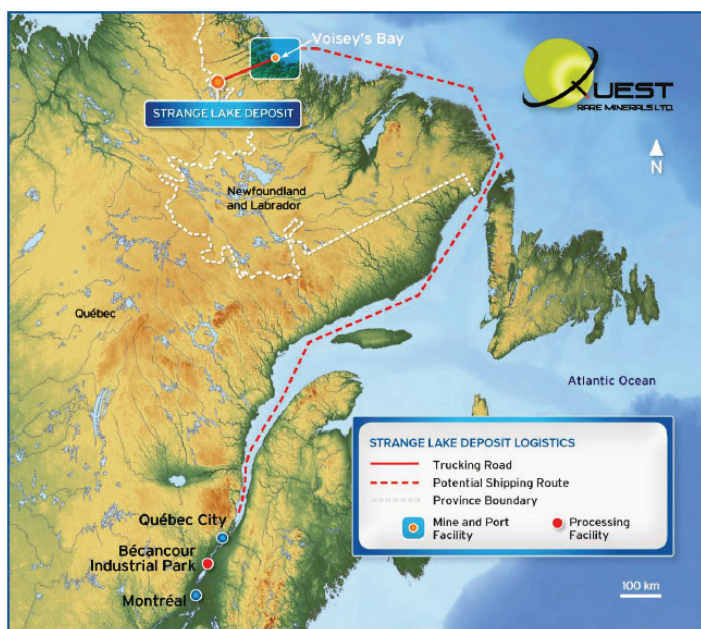 Voisey's Bay
STRANGE LAKE DEPOSIT
QUEST
RARE MINERALS LTD.
N
Newfoundland
and Labrador
Québec
Atlantic Ocean
STRANGE LAKE DEPOSIT LOGISTICS
Trucking Road
Potential Shipping Route
Province Boundary
Mine and Port
Facility
Processing
Facility
Québec City
Bécancour
Industrial Park
Montréal
100 km